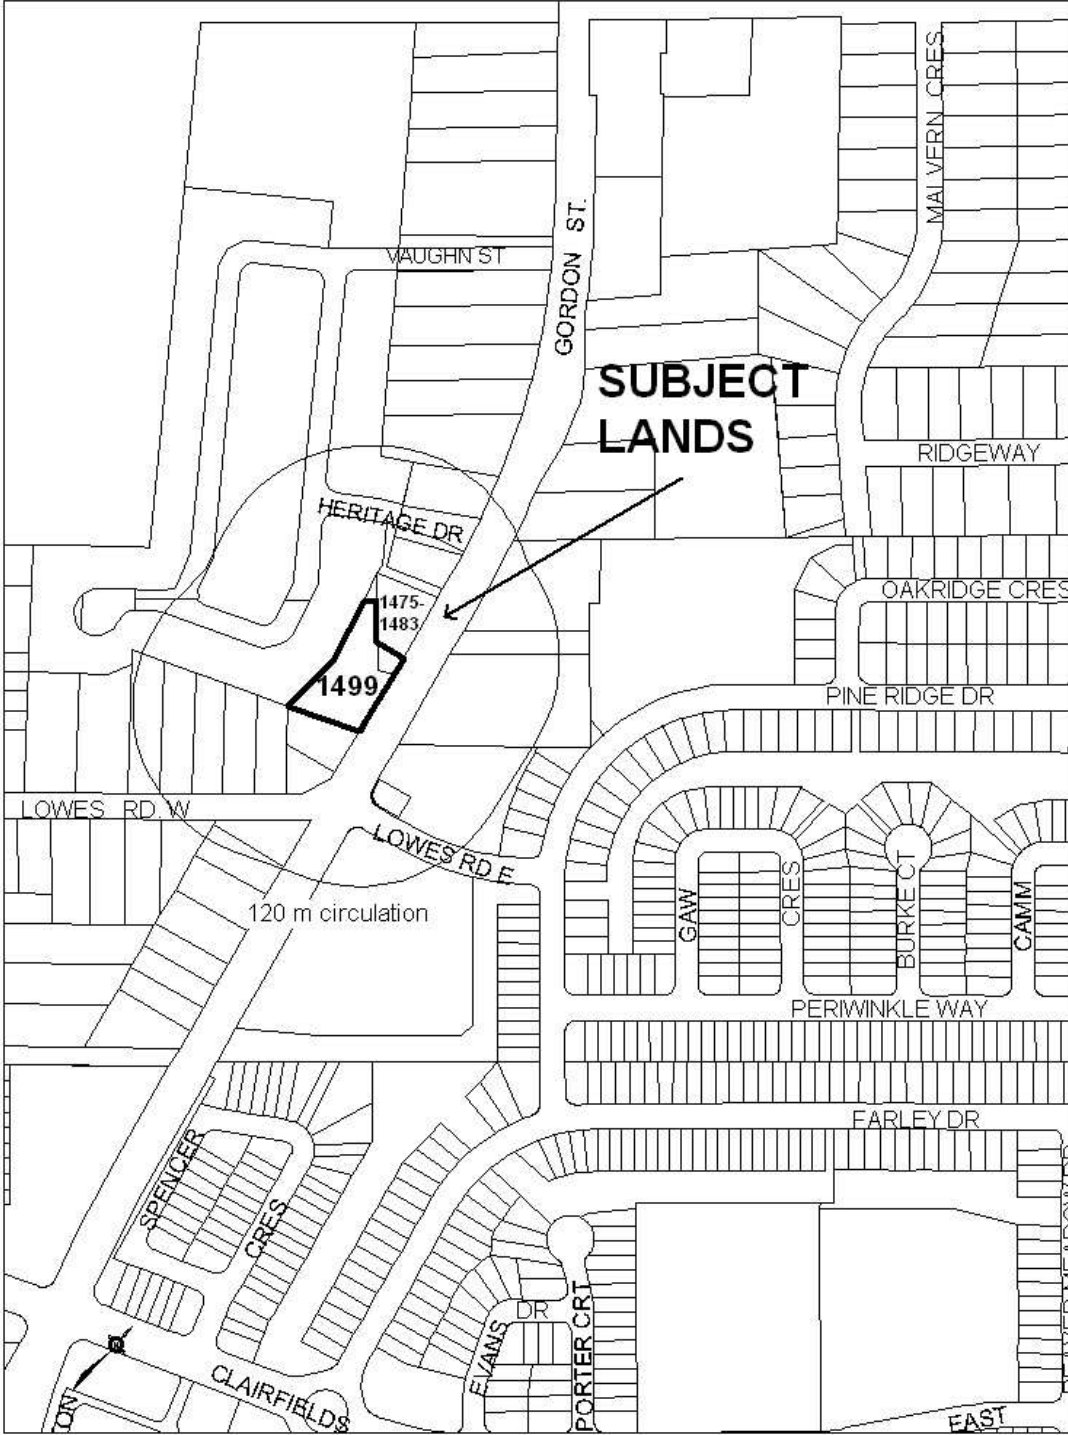 MALVERN CRES.
VAUGHN ST
GORDON ST.
SUBJECT
LANDS
RIDGEWAY
HERITAGE DR
OAKRIDGE CRES
1475-
1483
1499
PINE RIDGE DR
LOWES RD. W
LOWES RD E
120 m circulation
GAW
CRES
BURKE CT
CAMM
PERIWINKLE WAY
FARLEY DR
SPENCER
CRES
DR
EVANS
PORTER CRT
CLAIRFIELDS
EAST